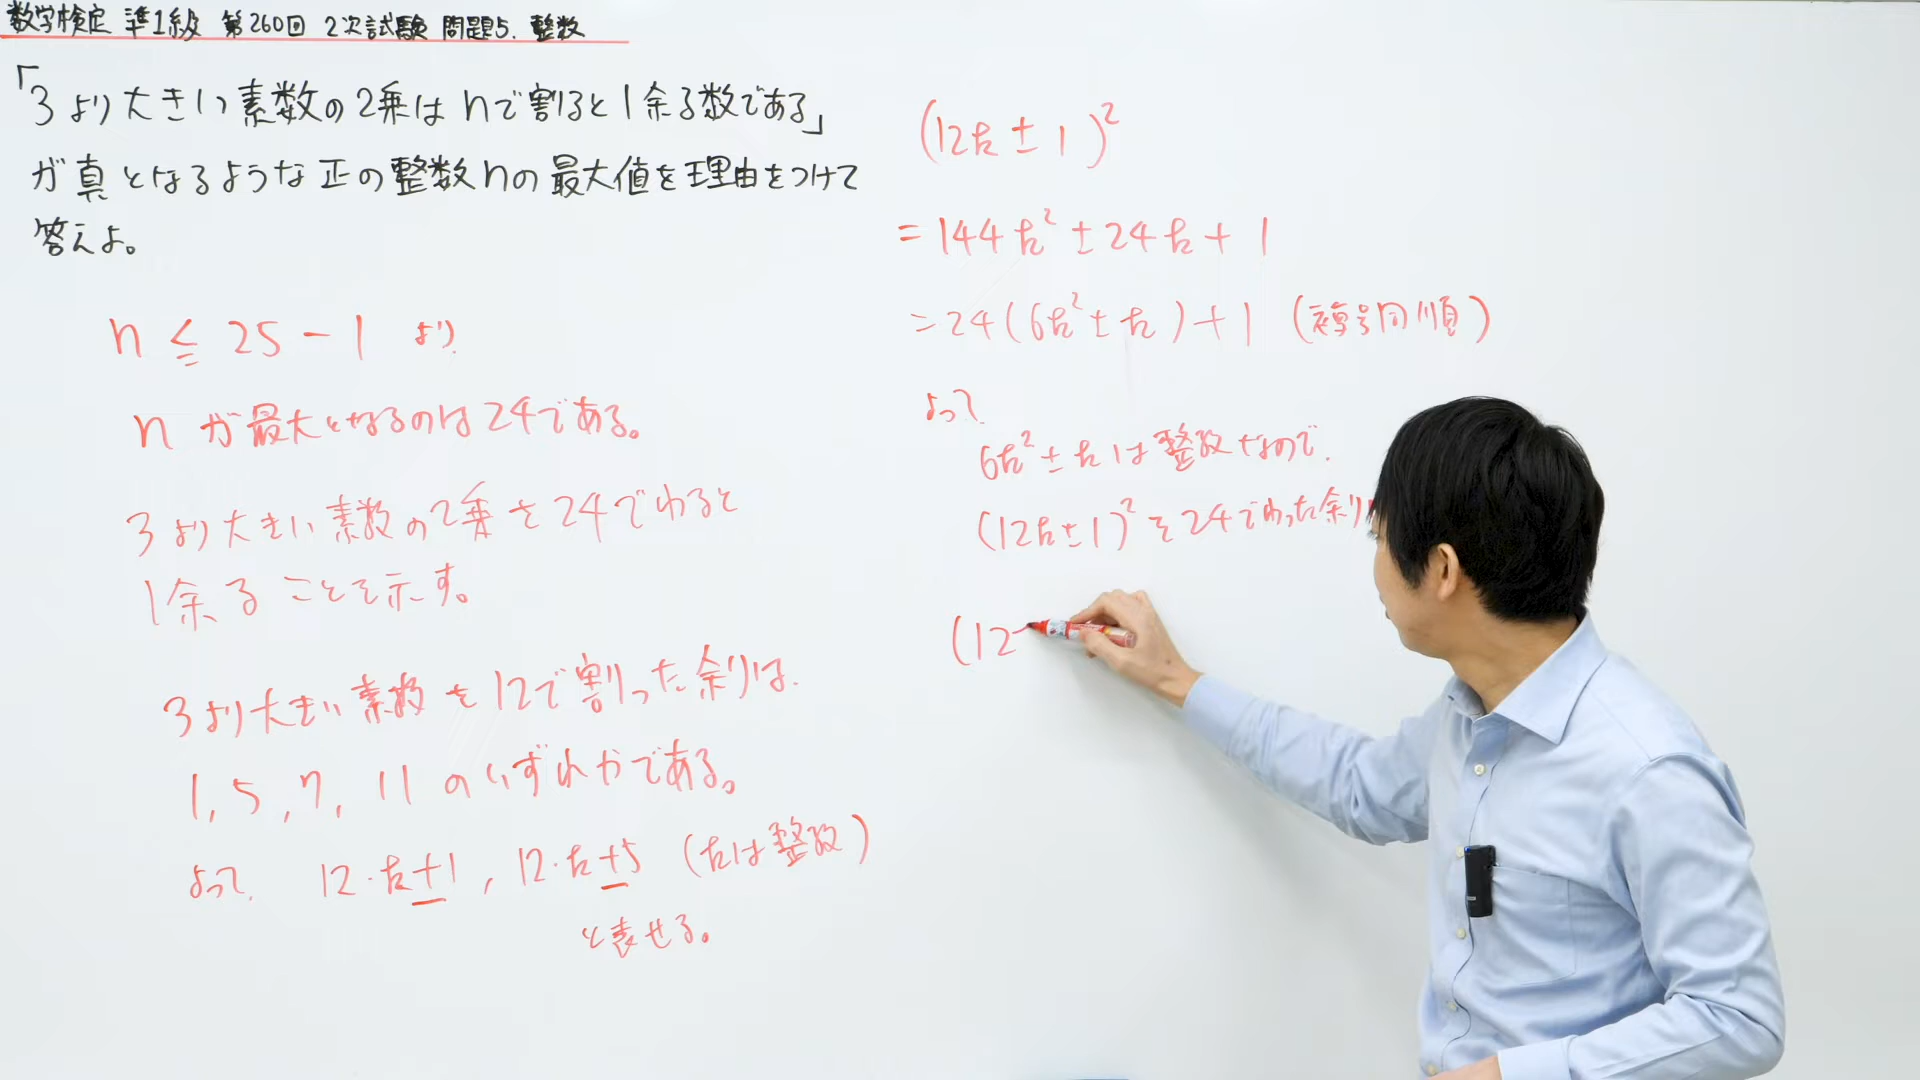 数学検定 準1級 第260回 2次試験 問題5. 整数
「3より大きい素数の2乗はnで割ると1余る数である」
が真となるような正の整数nの最大値を理由をつけて
答えよ。
n ≦ 25 - 1 より
n が最大となるのは24である。
3より大きい素数の2乗を24でわると
1余ることを示す。
3より大きい素数を12で割った余りは.
1, 5, 7, 11 のいずれかである。
よって. 12・k+1, 12・k+5 (kは整数)
と表せる。
(12k ± 1)²
= 144k² ± 24k + 1
= 24(6k² ± k) + 1 (複号同順)
よって.
6k² ± k は整数なので.
(12k±1)² を24でわった余り
(12